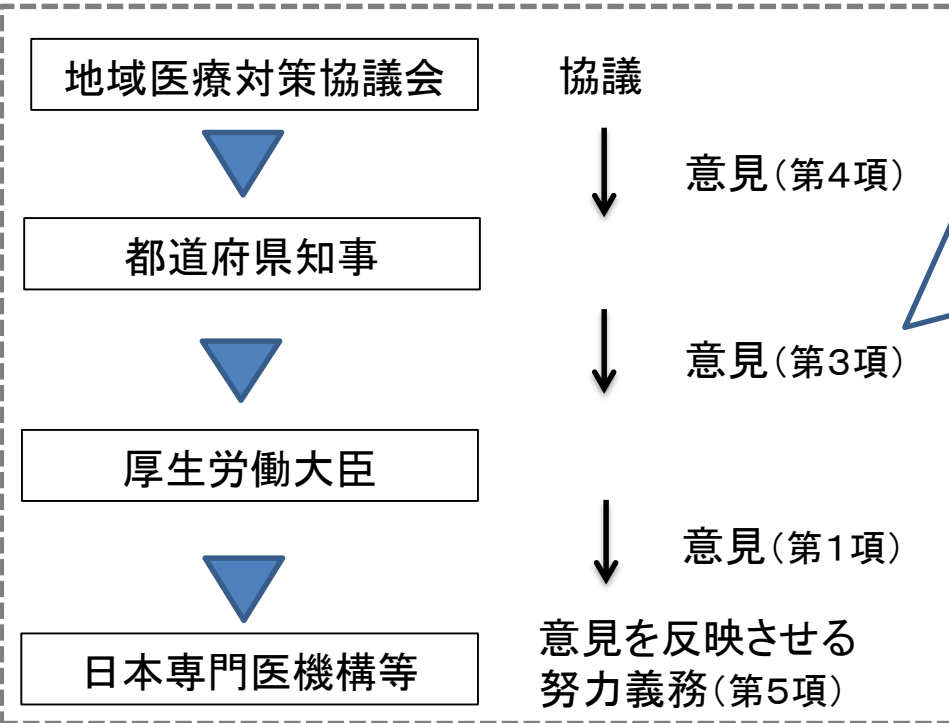 地域医療対策協議会
協議
意見(第4項)
都道府県知事
意見(第3項)
厚生労働大臣
意見(第1項)
日本専門医機構等
意見を反映させる
努力義務(第5項)